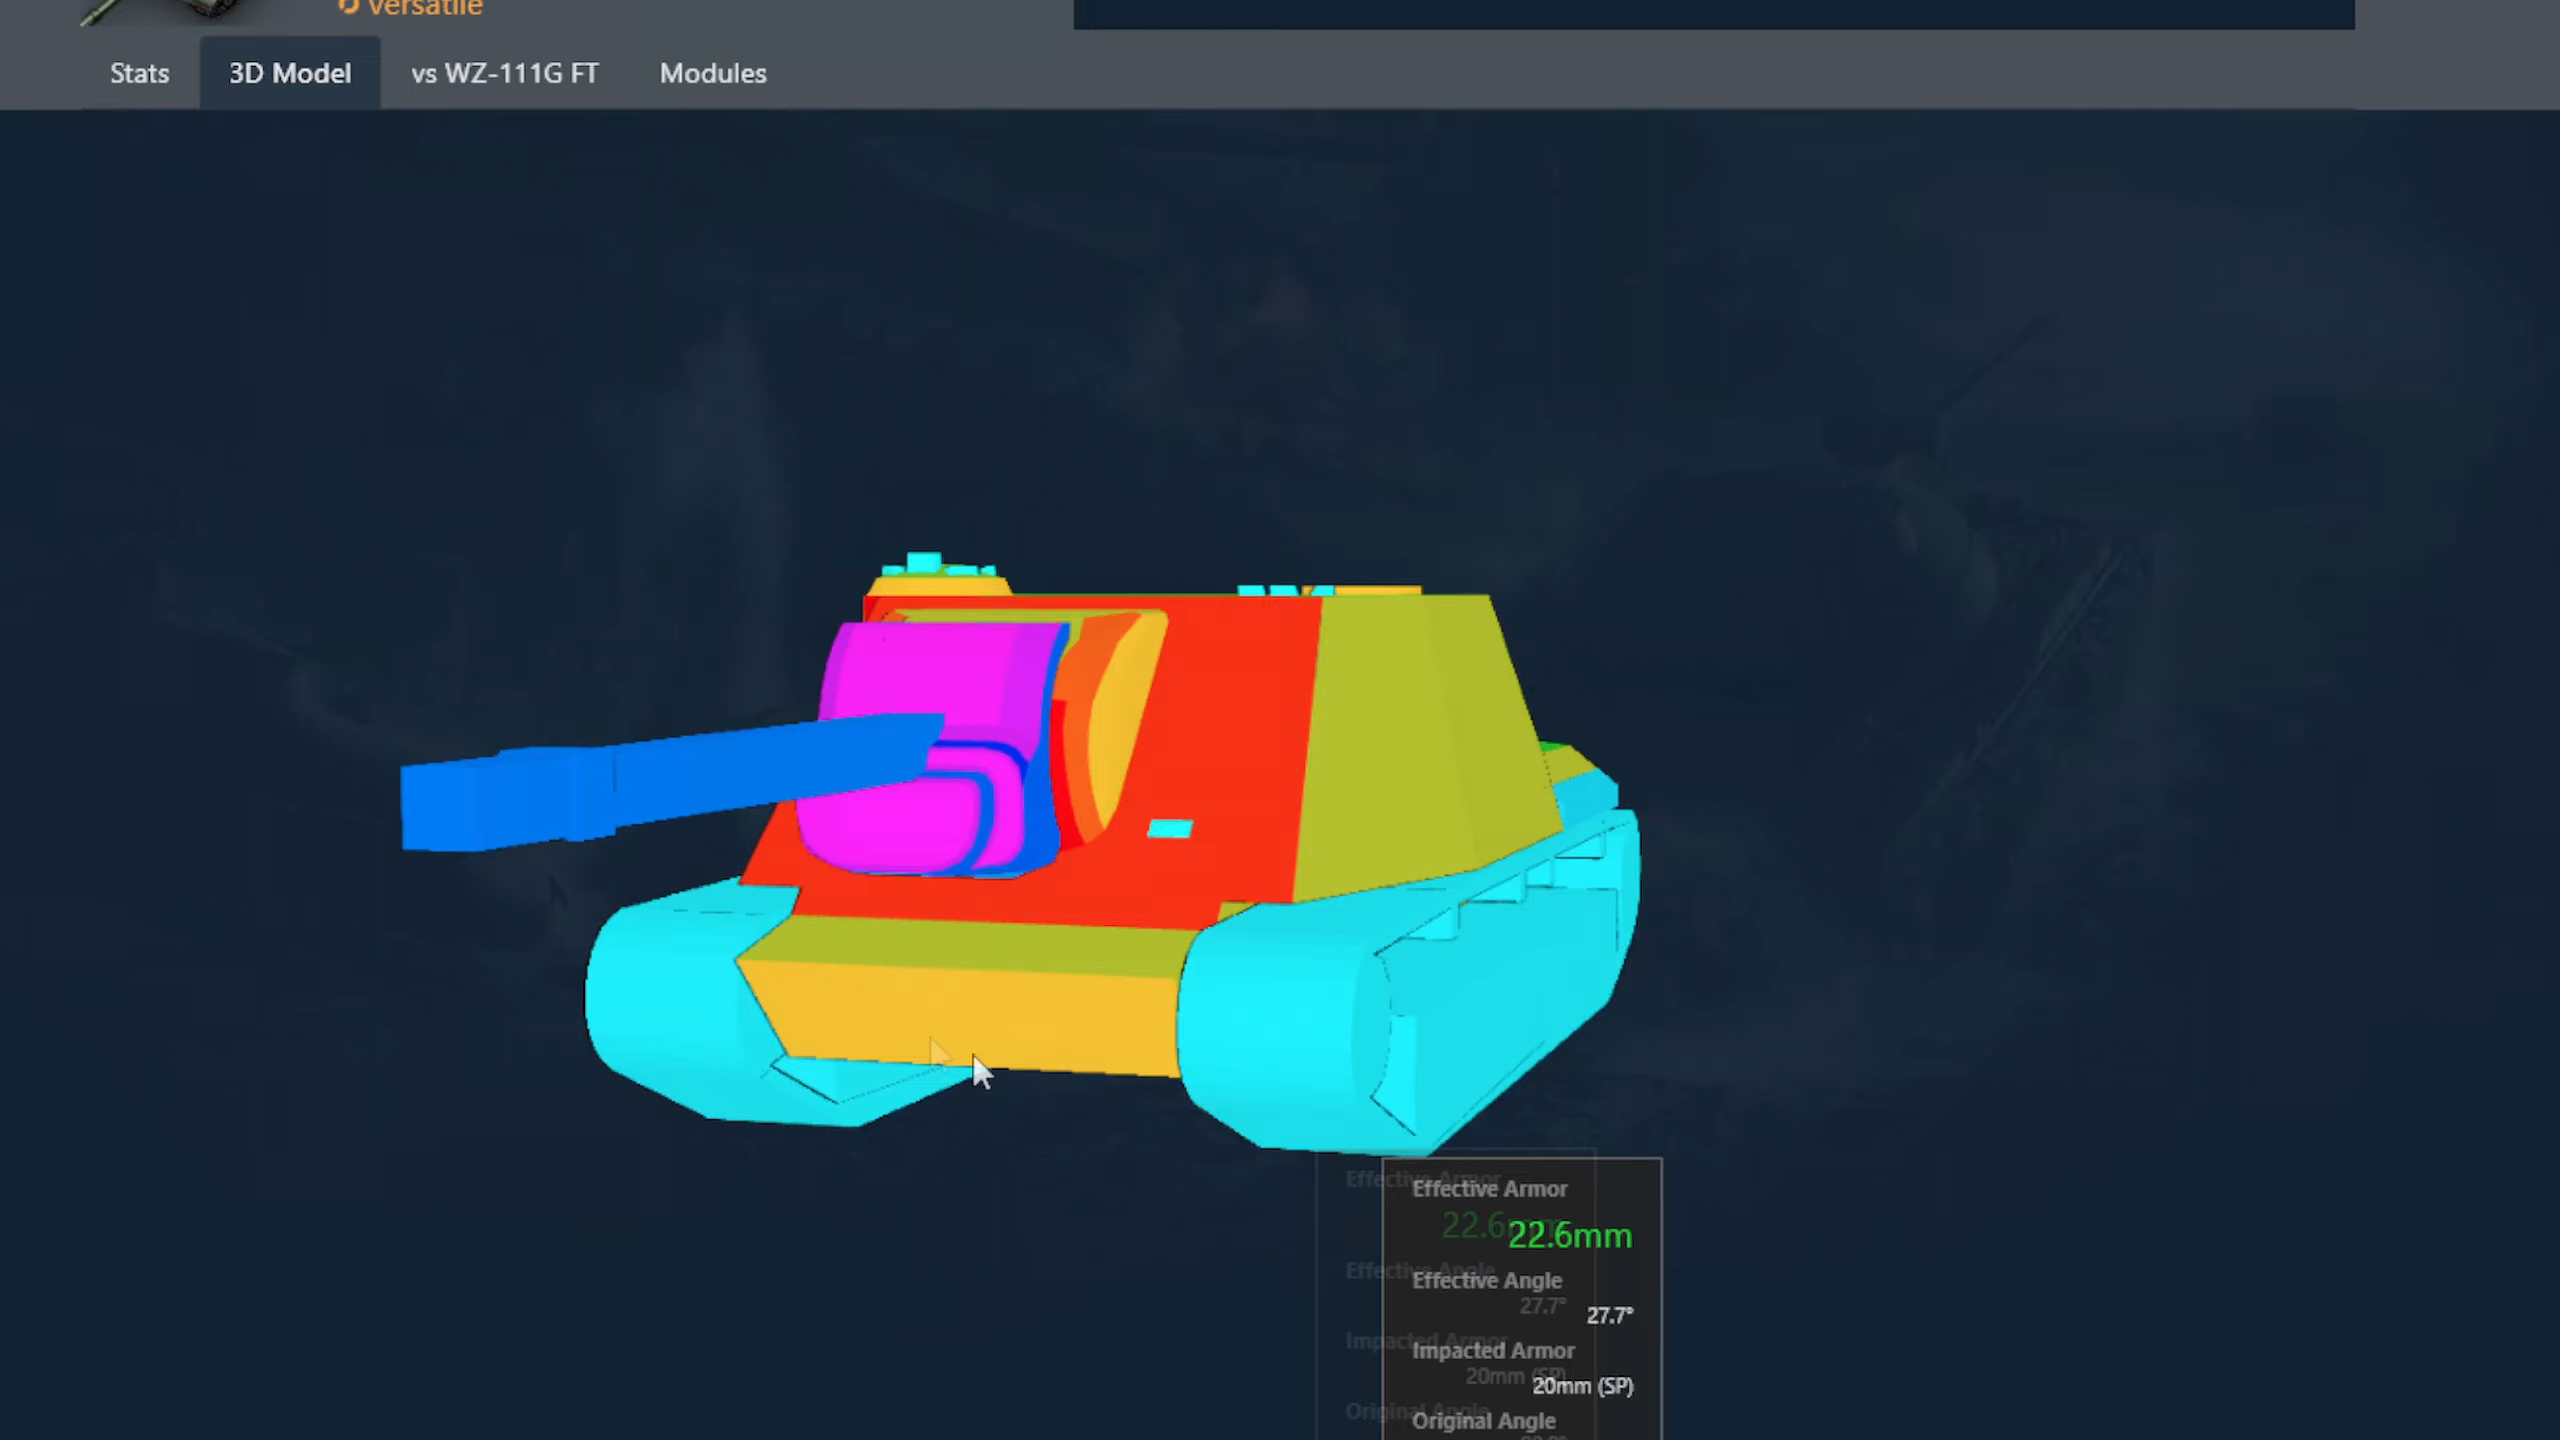 versatile
Stats 3D Model vs WZ-111G FT Modules
Effective Armor
22.6mm
Effective Angle
27.7°
Impacted Armor
20mm (SP)
Original Angle